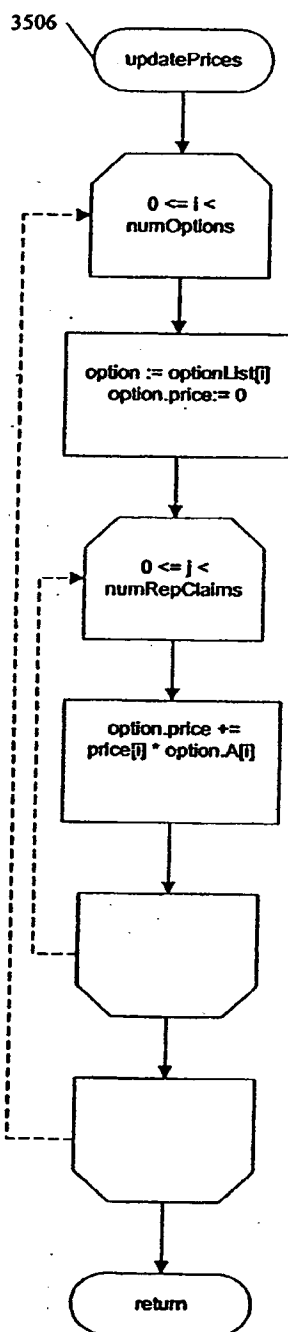 3506
updatePrices
0 <= i <
numOptions
option := optionList[i]
option.price:= 0
0 <= j <
numRepClaims
option.price +=
price[i] * option.A[i]
return